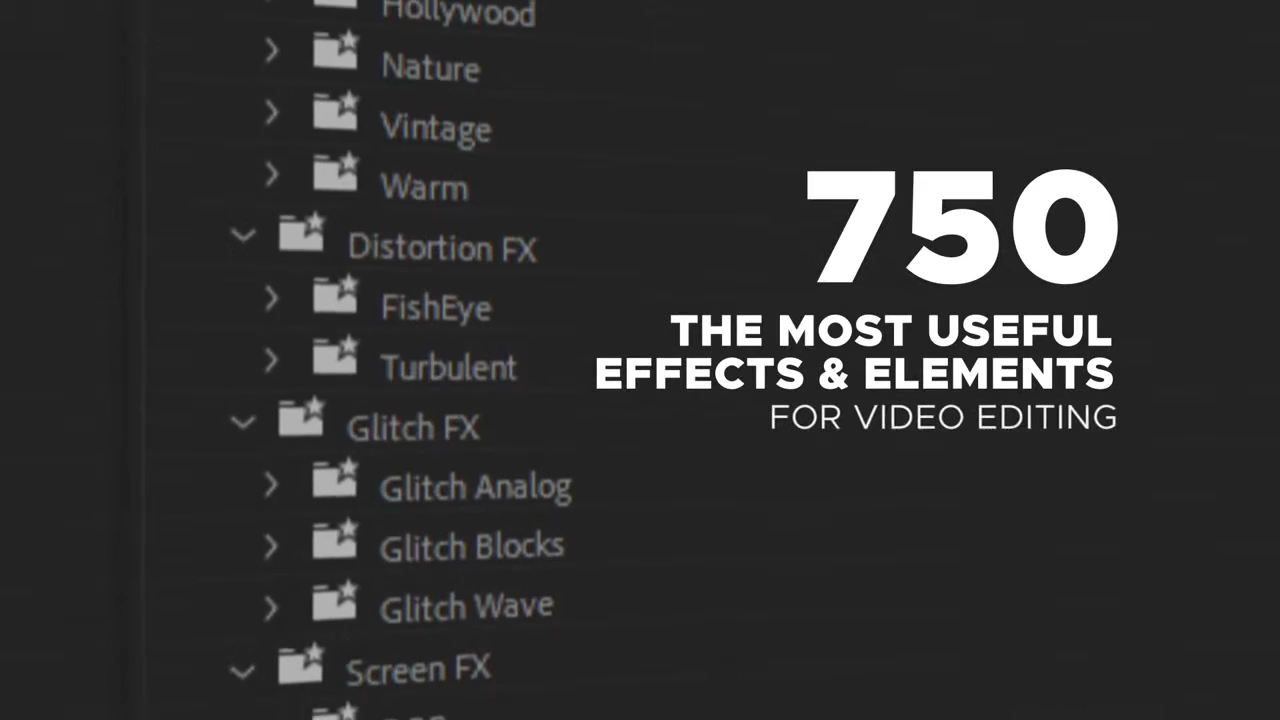 Hollywood
Nature
Vintage
Warm
Distortion FX
FishEye
Turbulent
Glitch FX
Glitch Analog
Glitch Blocks
Glitch Wave
Screen FX
750
THE MOST USEFUL
EFFECTS & ELEMENTS
FOR VIDEO EDITING